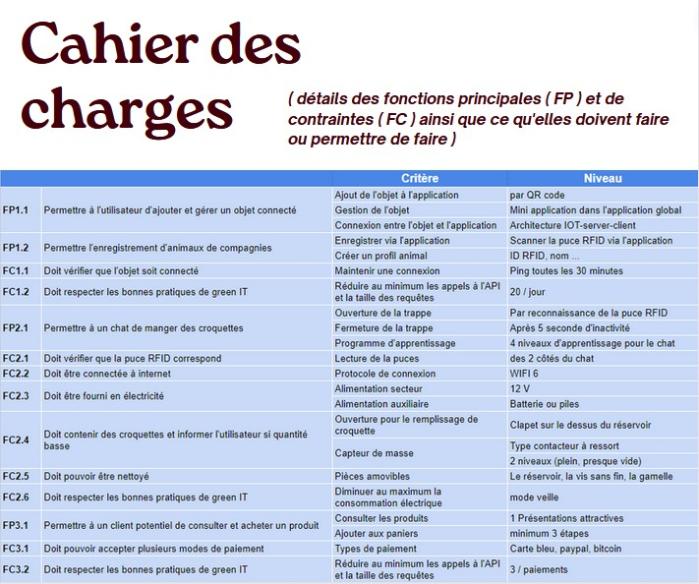 Cahier des
charges
( détails des fonctions principales ( FP ) et de
contraintes ( FC ) ainsi que ce qu'elles doivent faire
ou permettre de faire )
Critère Niveau
FP1.1 Permettre à l'utilisateur d'ajouter et gérer un objet connecté
Ajout de l'objet à l'application par QR code
Gestion de l'objet Mini application dans l'application global
Connexion entre l'objet et l'application Architecture IOT-server-client
FP1.2 Permettre l'enregistrement d'animaux de compagnies
Enregistrer via l'application Scanner la puce RFID via l'application
Créer un profil animal ID RFID, nom ...
FC1.1 Doit vérifier que l'objet soit connecté Maintenir une connexion Ping toutes les 30 minutes
FC1.2 Doit respecter les bonnes pratiques de green IT
Réduire au minimum les appels à l'API
et la taille des requêtes
20 / jour
FP2.1 Permettre à un chat de manger des croquettes
Ouverture de la trappe Par reconnaissance de la puce RFID
Fermeture de la trappe Après 5 seconde d'inactivité
Programme d'apprentissage 4 niveaux d'apprentissage pour le chat
FC2.1 Doit vérifier que la puce RFID correspond Lecture de la puces des 2 côtés du chat
FC2.2 Doit être connectée à internet Protocole de connexion WIFI 6
FC2.3 Doit être fourni en électricité
Alimentation secteur 12 V
Alimentation auxiliaire Batterie ou piles
FC2.4
Doit contenir des croquettes et informer l'utilisateur si quantité
basse
Ouverture pour le remplissage de
croquette
Clapet sur le dessus du réservoir
Capteur de masse
Type contacteur à ressort
2 niveaux (plein, presque vide)
FC2.5 Doit pouvoir être nettoyé Pièces amovibles Le réservoir, la vis sans fin, la gamelle
FC2.6 Doit respecter les bonnes pratiques de green IT
Diminuer au maximum la
consommation électrique
mode veille
FP3.1 Permettre à un client potentiel de consulter et acheter un produit
Consulter les produits 1 Présentations attractives
Ajouter aux paniers minimum 3 étapes
FC3.1 Doit pouvoir accepter plusieurs modes de paiement Types de paiement Carte bleu, paypal, bitcoin
FC3.2 Doit respecter les bonnes pratiques de green IT
Réduire au minimum les appels à l'API
et la taille des requêtes
3 / paiements